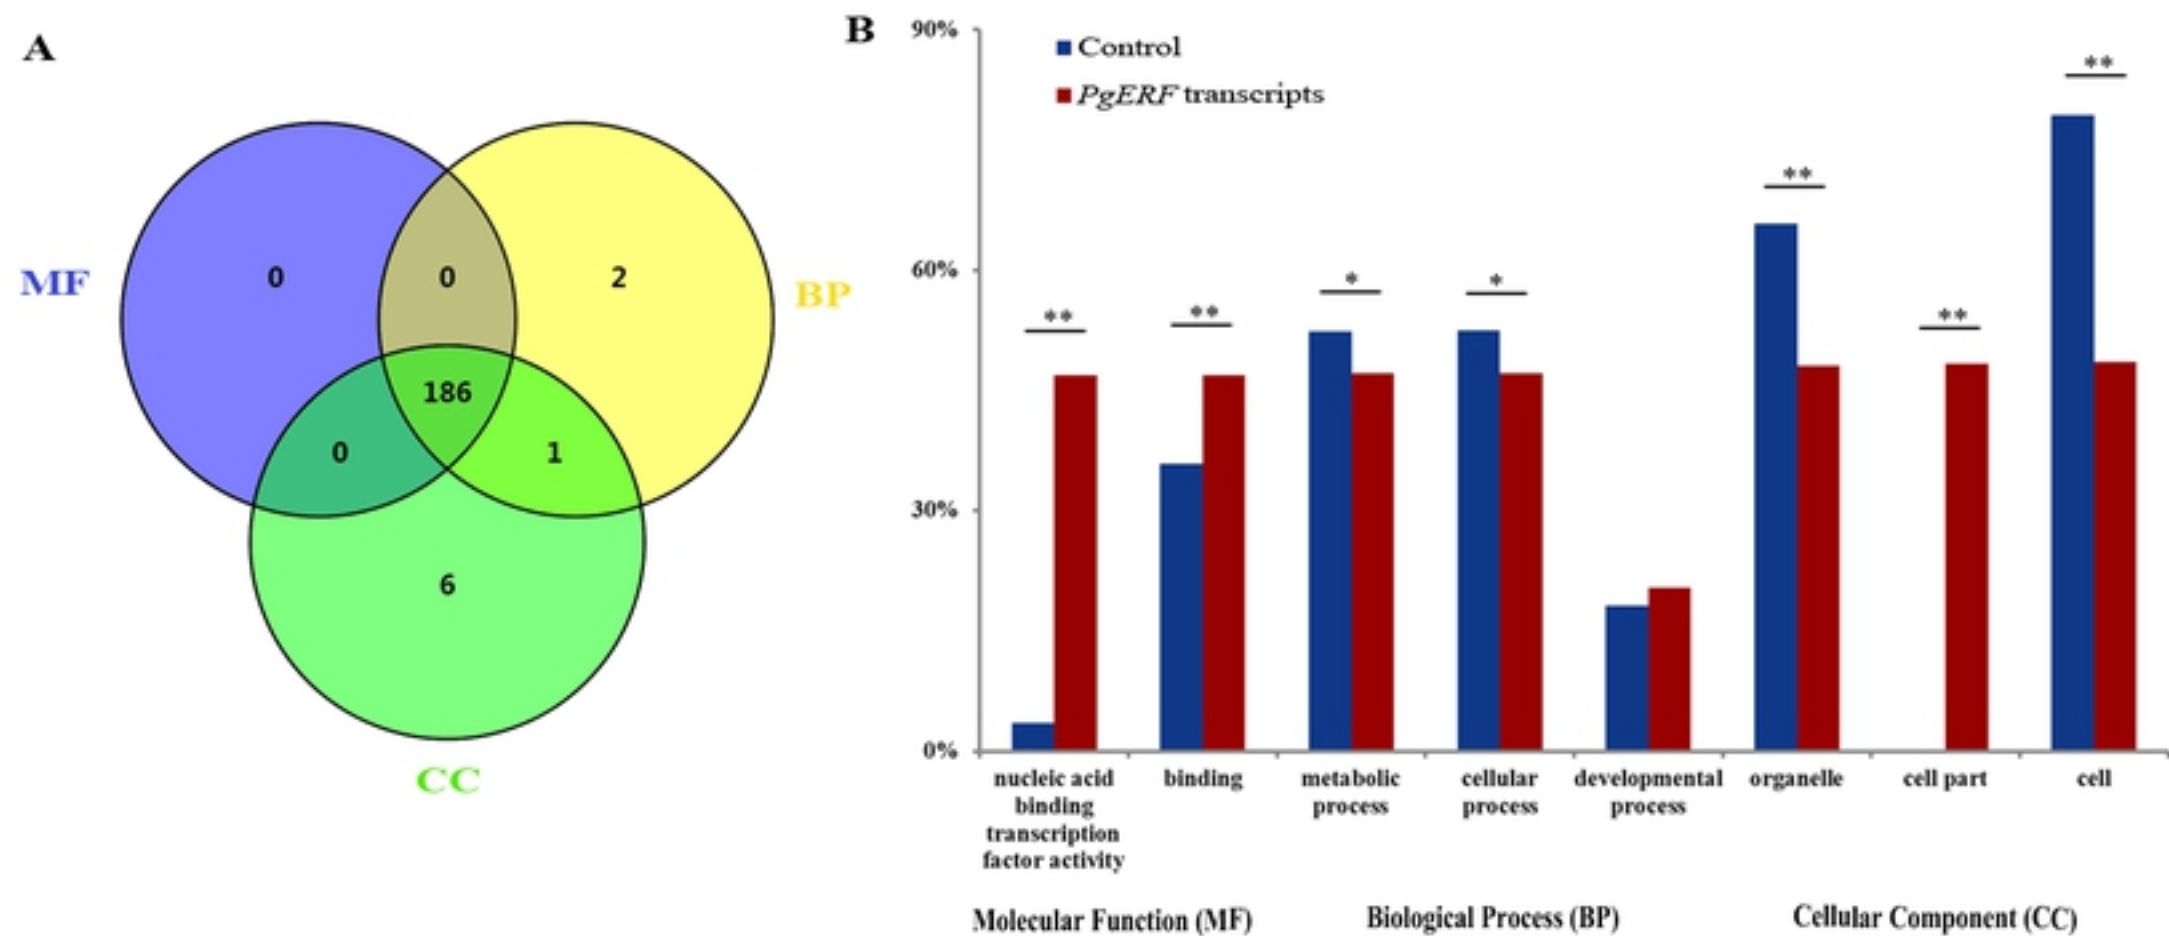 A
MF
BP
CC
0
0
2
186
0
1
6
B
90%
60%
30%
0%
Control
PgERF transcripts
**
**
*
*
**
**
**
nucleic acid
binding
transcription
factor activity
binding
metabolic
process
cellular
process
developmental
process
organelle
cell part
cell
Molecular Function (MF)
Biological Process (BP)
Cellular Component (CC)